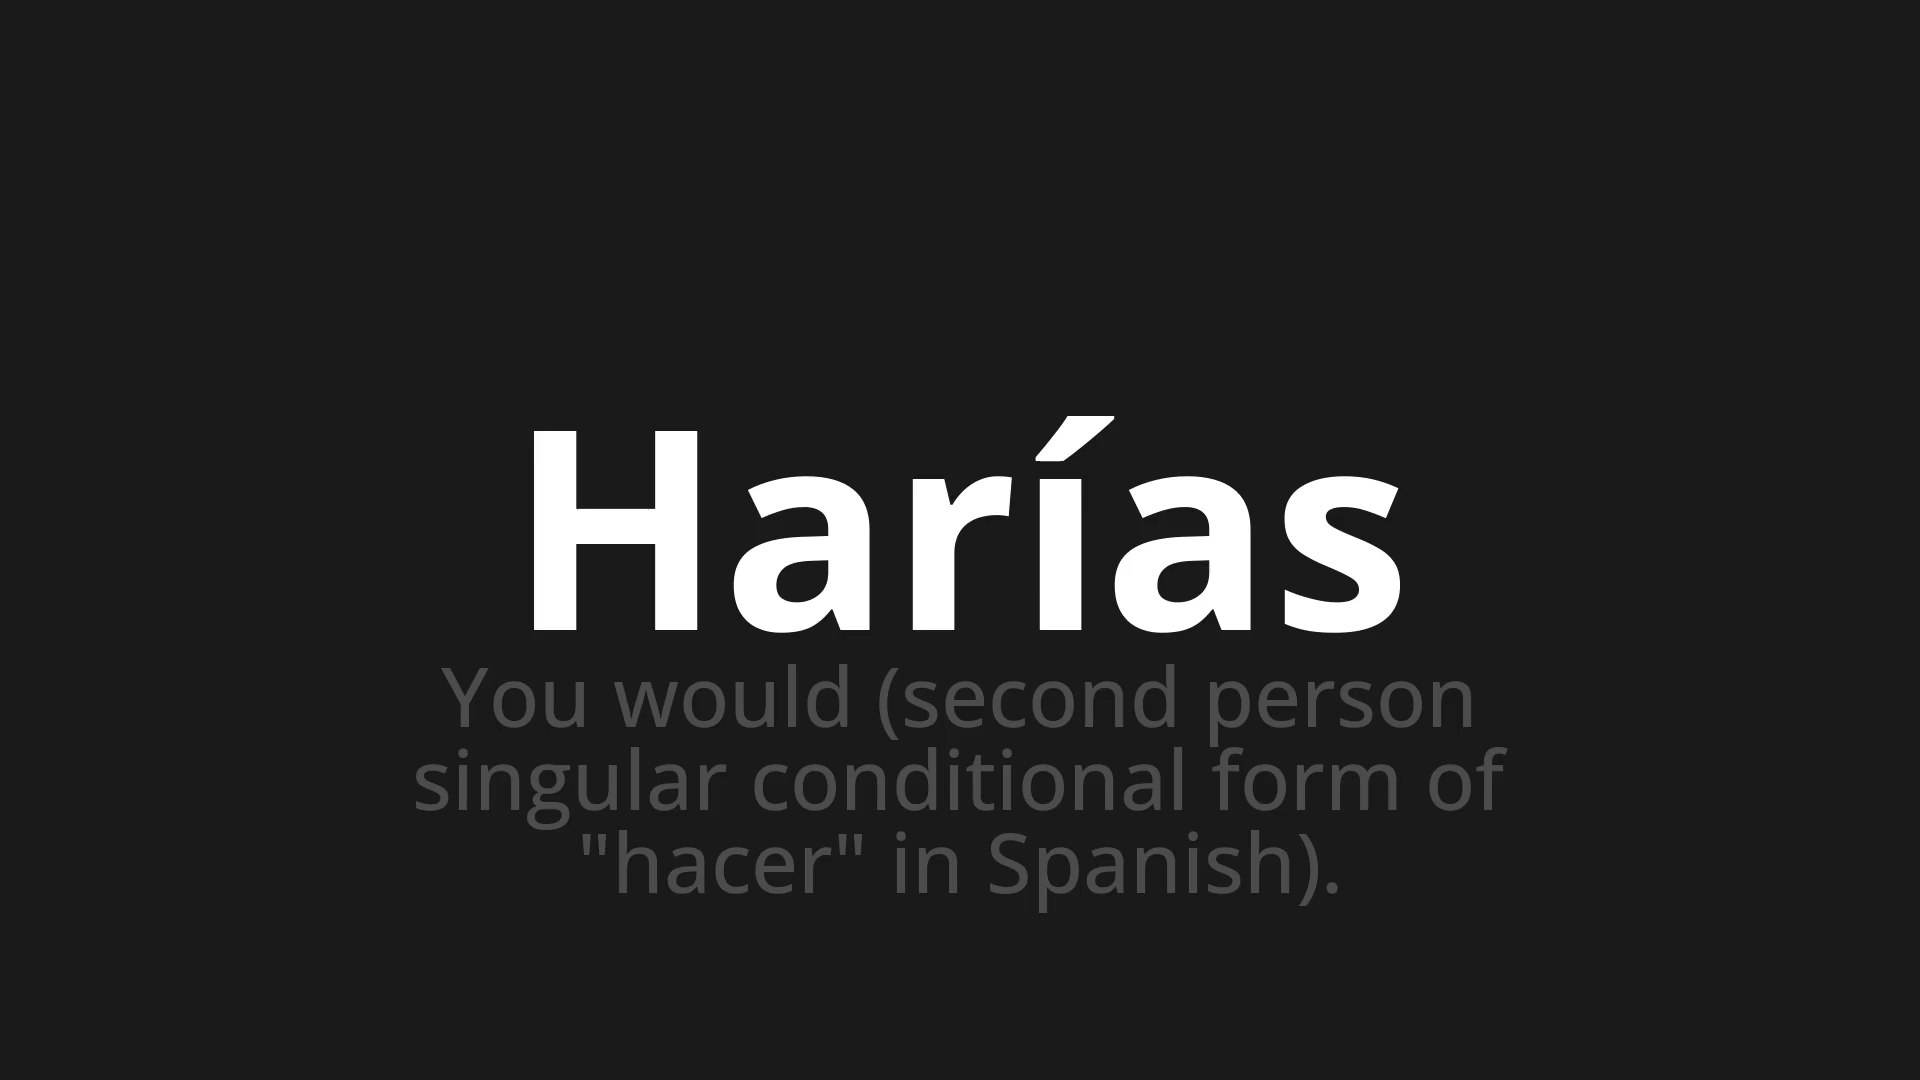 Harías
You would (second person
singular conditional form of
"hacer" in Spanish).